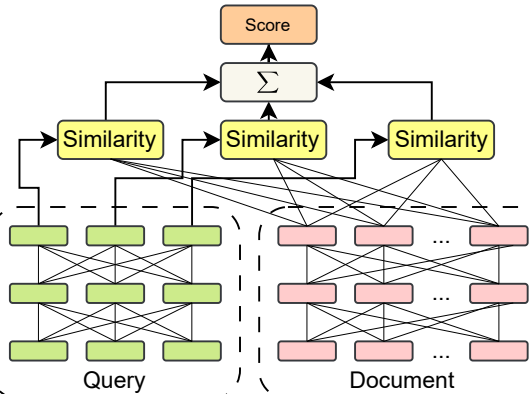 Score
Σ
Similarity Similarity Similarity
...
...
...
Query Document